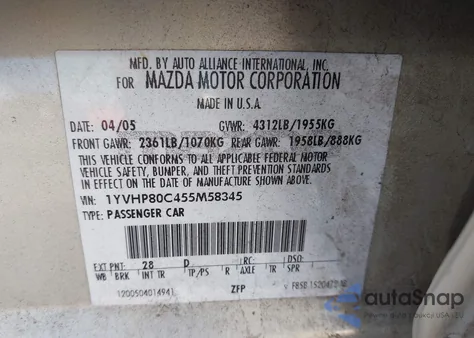 MFD. BY AUTO ALLIANCE INTERNATIONAL, INC.
FOR MAZDA MOTOR CORPORATION
MADE IN U.S.A.
DATE: 04/05 GVWR: 4312LB/1955KG
FRONT GAWR: 2361LB/1070KG REAR GAWR: 1958LB/888KG
THIS VEHICLE CONFORMS TO ALL APPLICABLE FEDERAL MOTOR
VEHICLE SAFETY, BUMPER, AND THEFT PREVENTION STANDARDS
IN EFFECT ON THE DATE OF MANUFACTURE SHOWN ABOVE.
VIN: 1YVHP80C455M58345
TYPE: PASSENGER CAR
EXT PNT: 28 D RC: DSO:
WB BRK INT TR TP/PS R AXLE TR SPR
120050401494
ZFP
autoSnap